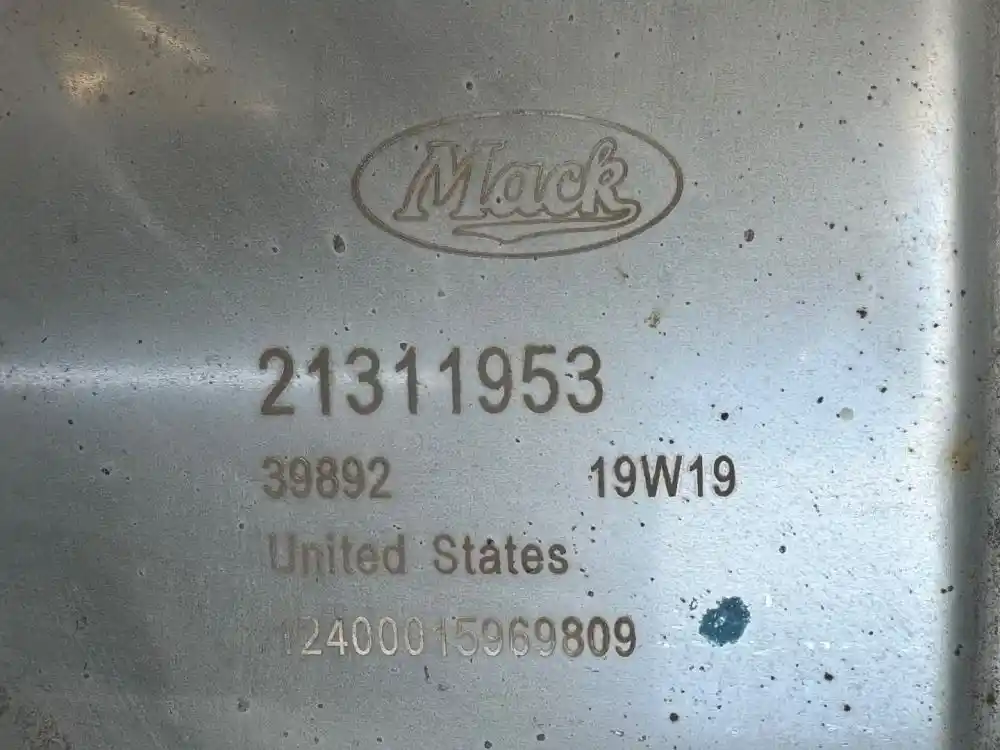 Mack
21311953
39892 19W19
United States
12400015969809